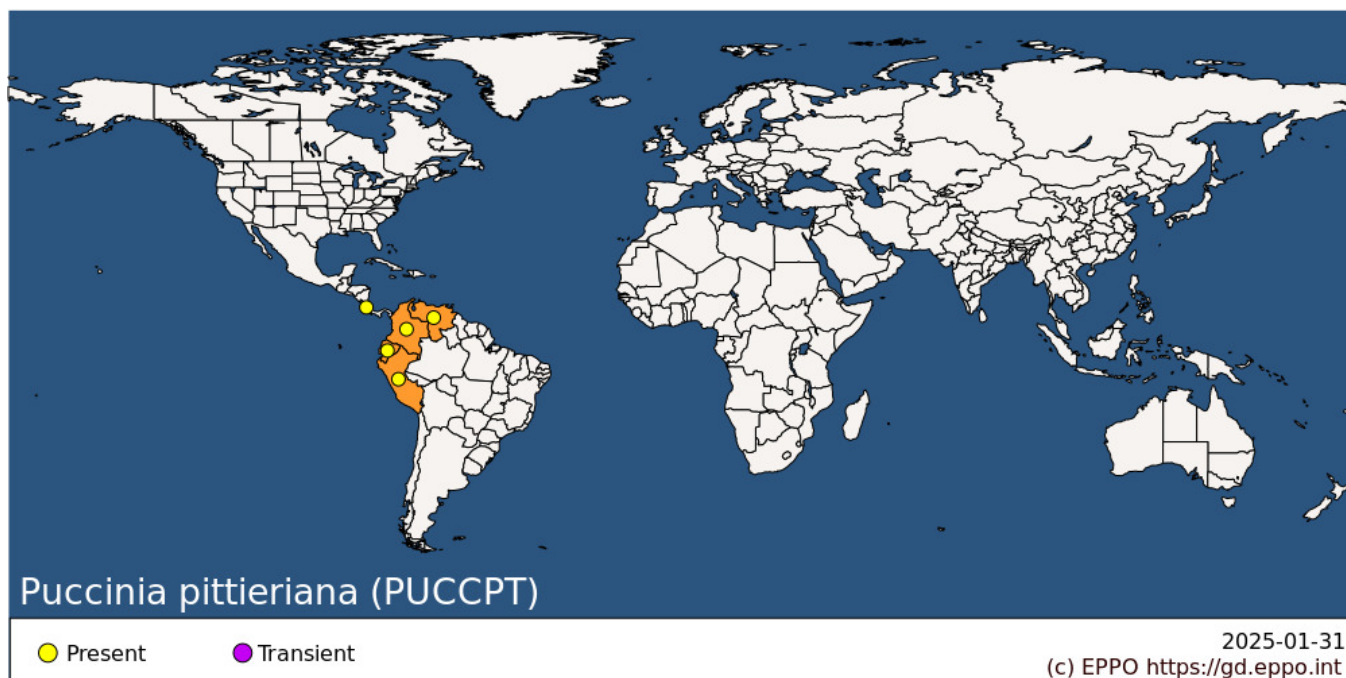 Puccinia pittieriana (PUCCPT)
Present
Transient
2025-01-31
(c) EPPO https://gd.eppo.int